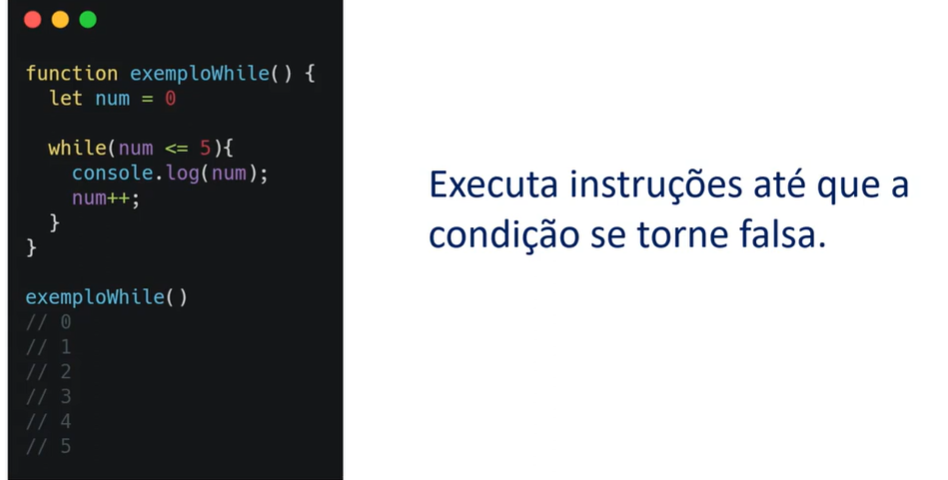 function exemploWhile() {
  let num = 0
  while(num <= 5){
    console.log(num);
    num++;
  }
}
exemploWhile()
// 0
// 1
// 2
// 3
// 4
// 5
Executa instruções até que a
condição se torne falsa.